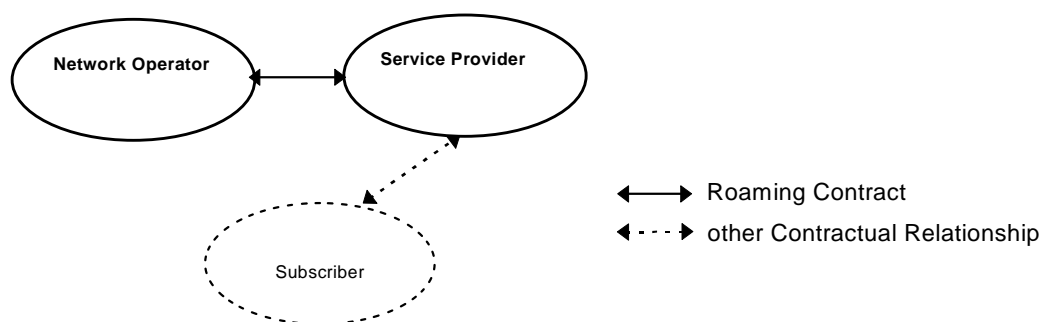 Network Operator
Service Provider
Subscriber
Roaming Contract
other Contractual Relationship